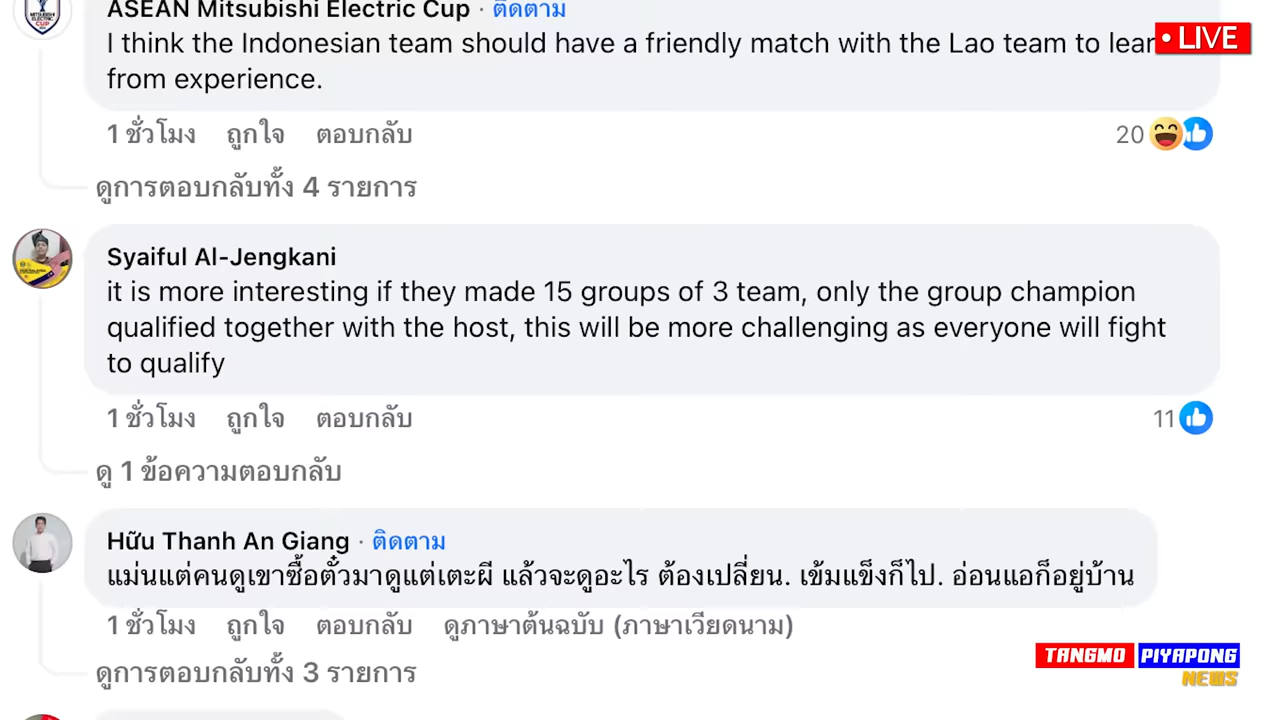 ASEAN Mitsubishi Electric Cup · ติดตาม
I think the Indonesian team should have a friendly match with the Lao team to lear
• LIVE
from experience.
1 ชั่วโมง ถูกใจ ตอบกลับ 20
ดูการตอบกลับทั้ง 4 รายการ
Syaiful Al-Jengkani
it is more interesting if they made 15 groups of 3 team, only the group champion
qualified together with the host, this will be more challenging as everyone will fight
to qualify
1 ชั่วโมง ถูกใจ ตอบกลับ 11
ดู 1 ข้อความตอบกลับ
Hữu Thanh An Giang · ติดตาม
แม่นแต่คนดูเขาซื้อตั๋วมาดูแต่เตะผี แล้วจะดูอะไร ต้องเปลี่ยน. เข้มแข็งก็ไป. อ่อนแอก็อยู่บ้าน
1 ชั่วโมง ถูกใจ ตอบกลับ ดูภาษาต้นฉบับ (ภาษาเวียดนาม)
ดูการตอบกลับทั้ง 3 รายการ
TANGMO PIYAPONG
NEWS